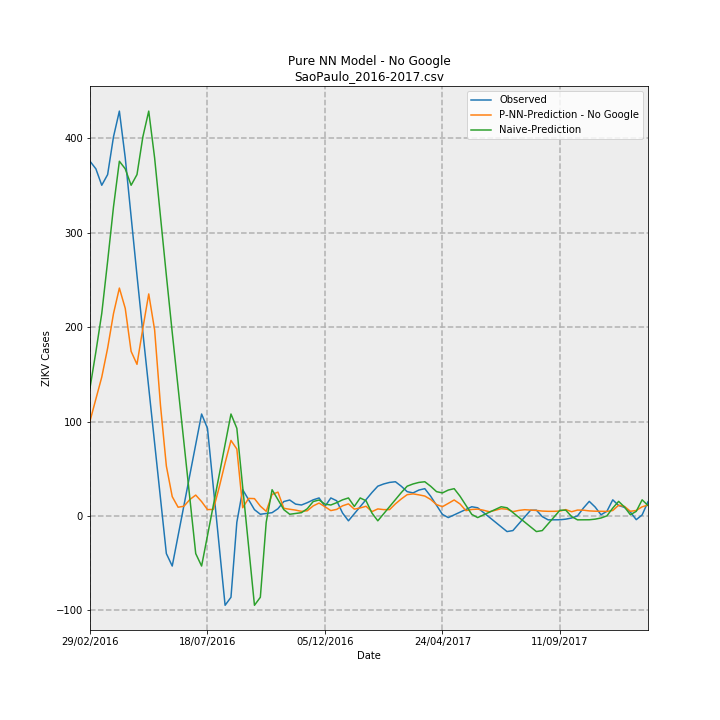 Pure NN Model - No Google
SaoPaulo_2016-2017.csv
Observed
P-NN-Prediction - No Google
Naive-Prediction
400
300
200
100
0
−100
ZIKV Cases
29/02/2016
18/07/2016
05/12/2016
24/04/2017
11/09/2017
Date